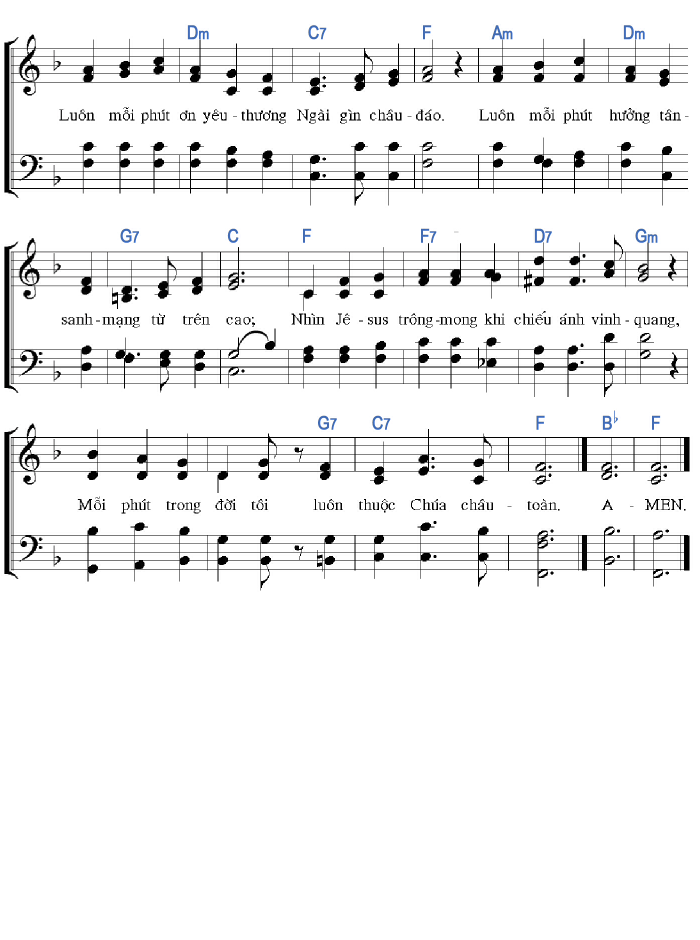 Dm C7 F Am Dm
Luôn mỗi phút ơn yêu-thương Ngài gìn châu-đáo. Luôn mỗi phút hưởng tân-
G7 C F F7 D7 Gm
sanh-mạng từ trên cao; Nhìn Jê-sus trông-mong khi chiếu ánh vinh-quang,
G7 C7 F B♭ F
Mỗi phút trong đời tôi luôn thuộc Chúa châu-toàn. A-MEN.